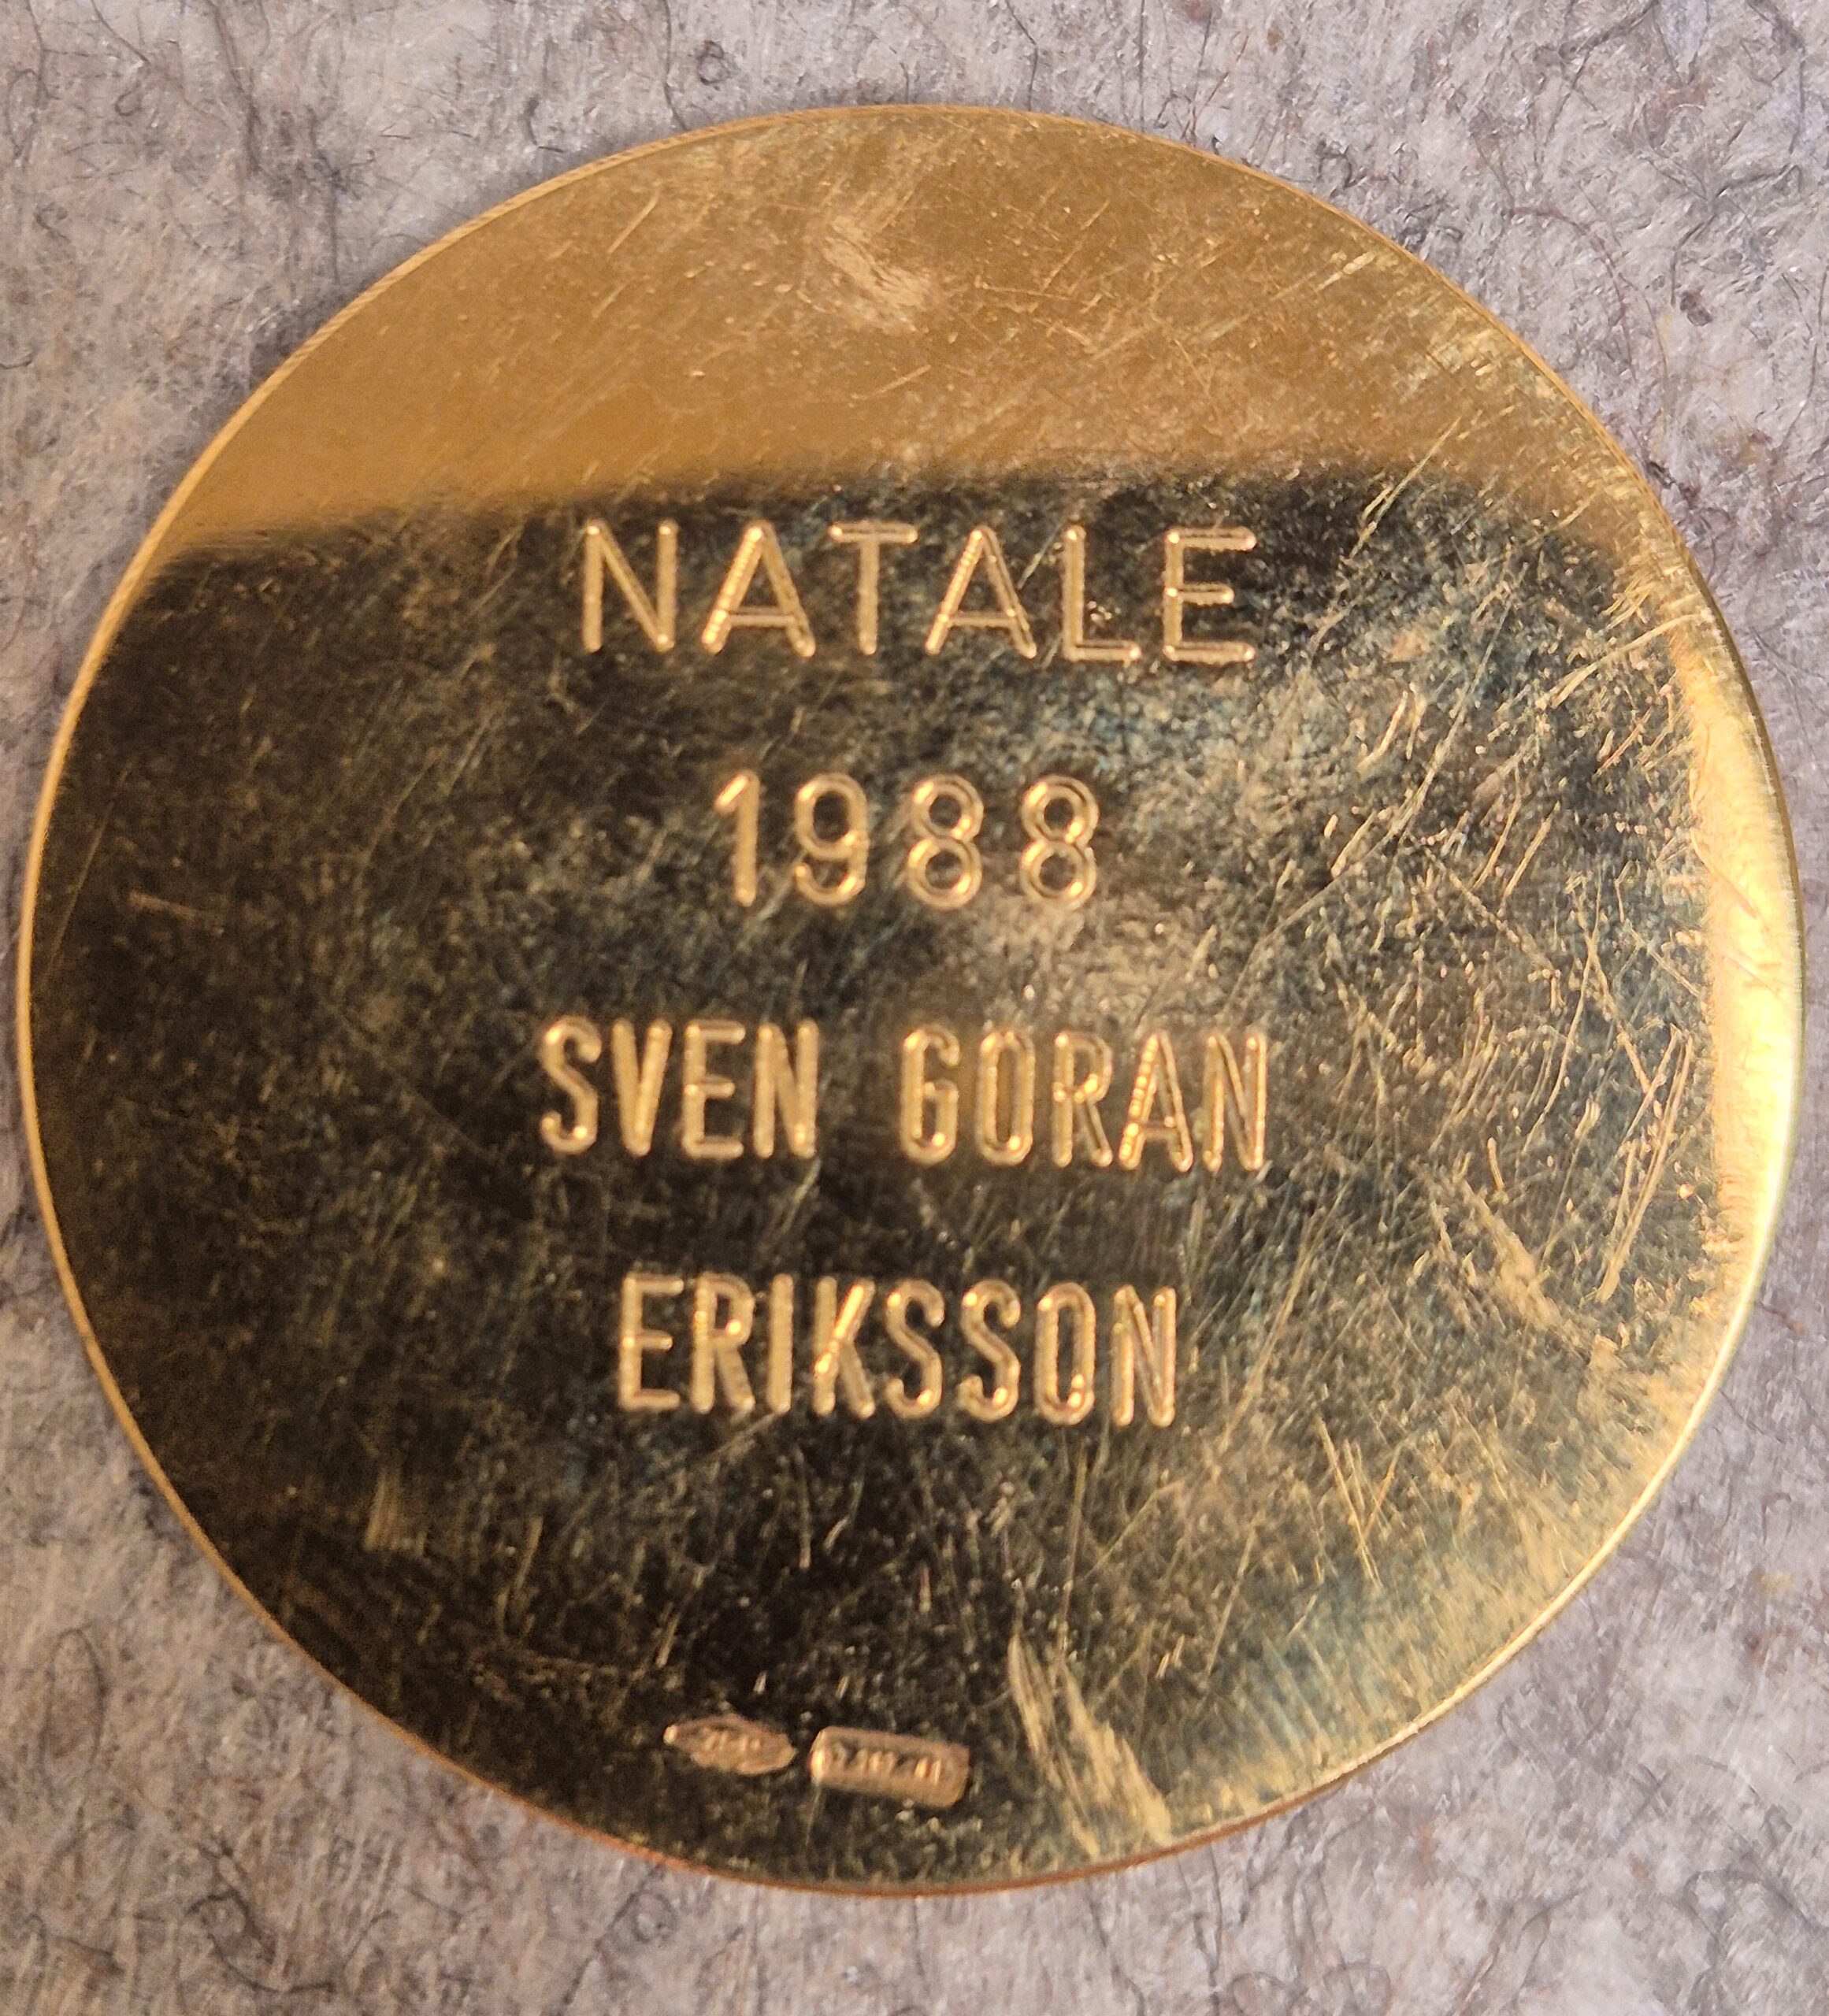 NATALE
1988
SVEN GORAN
ERIKSSON